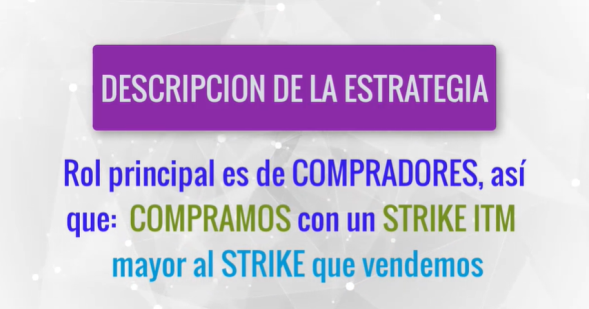 DESCRIPCION DE LA ESTRATEGIA
Rol principal es de COMPRADORES, así
que: COMPRAMOS con un STRIKE ITM
mayor al STRIKE que vendemos